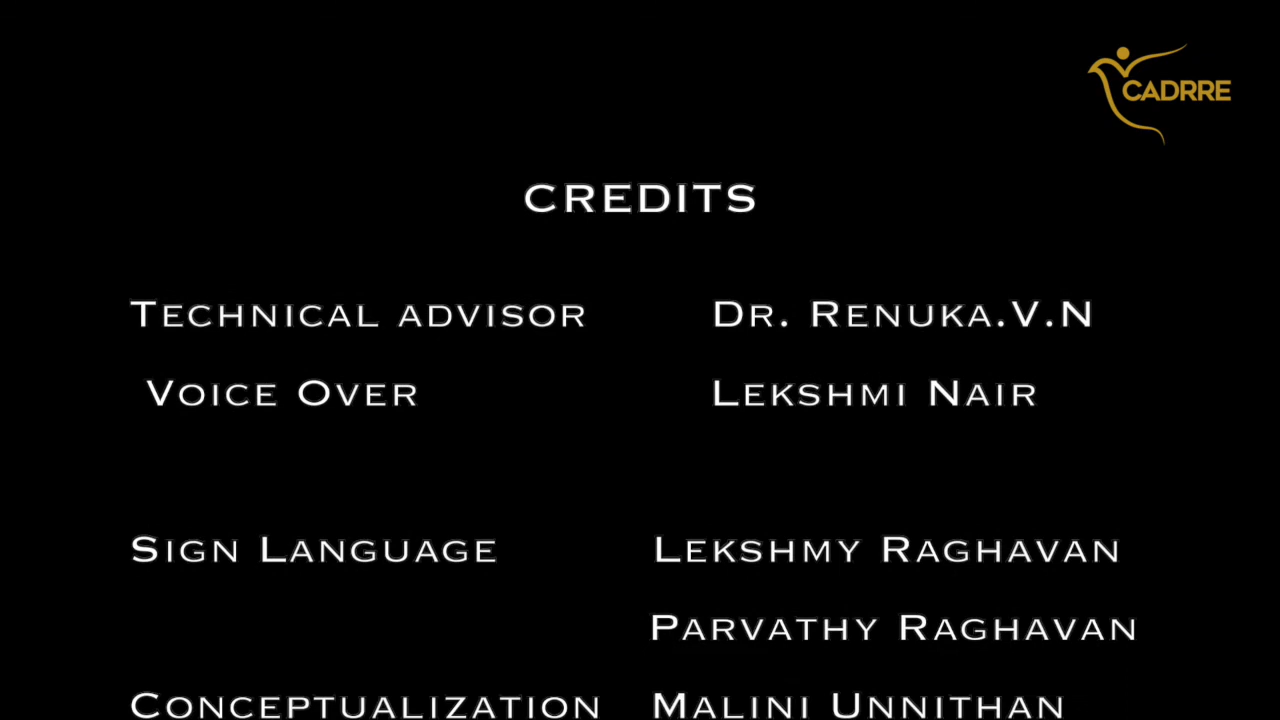 CADRRE
CREDITS
TECHNICAL ADVISOR DR. RENUKA.V.N
VOICE OVER LEKSHMI NAIR
SIGN LANGUAGE LEKSHMY RAGHAVAN
PARVATHY RAGHAVAN
CONCEPTUALIZATION MALINI UNNITHAN